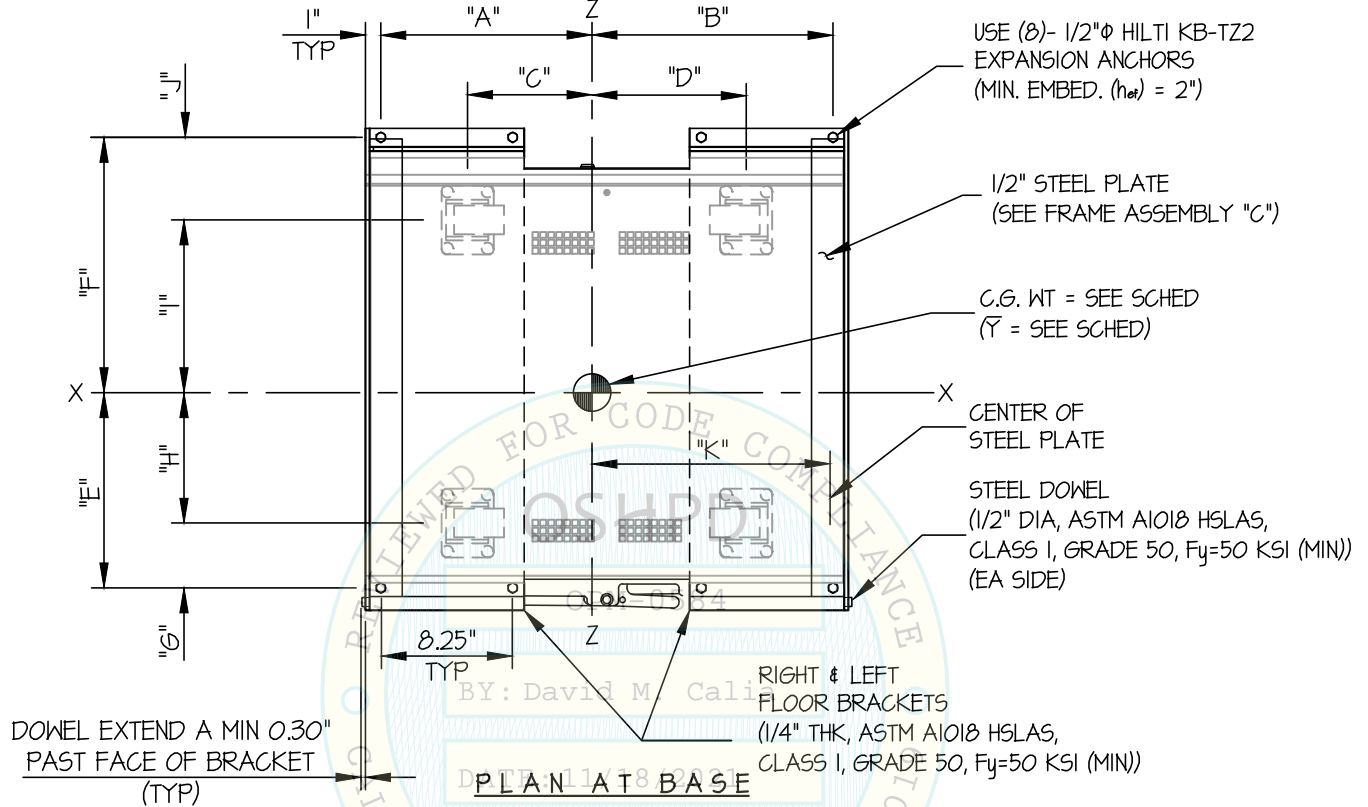 1"
TYP
"A"
Z
"B"
"C"
"D"
USE (8)- 1/2"Φ HILTI KB-TZ2
EXPANSION ANCHORS
(MIN. EMBED. (hef) = 2")
"J"
1/2" STEEL PLATE
(SEE FRAME ASSEMBLY "C")
"F"
"I"
C.G. WT = SEE SCHED
(Y̅ = SEE SCHED)
X
X
"E"
"H"
"K"
CENTER OF
STEEL PLATE
STEEL DOWEL
(1/2" DIA, ASTM A1018 HSLAS,
CLASS 1, GRADE 50, Fy=50 KSI (MIN))
(EA SIDE)
REVIEWED FOR CODE COMPLIANCE
OSHPD
"G"
8.25"
TYP
Z
BY: David M. Calia
RIGHT & LEFT
FLOOR BRACKETS
(1/4" THK, ASTM A1018 HSLAS,
CLASS 1, GRADE 50, Fy=50 KSI (MIN))
DOWEL EXTEND A MIN 0.30"
PAST FACE OF BRACKET
(TYP)
DATE: 11/18/2021
PLAN AT BASE